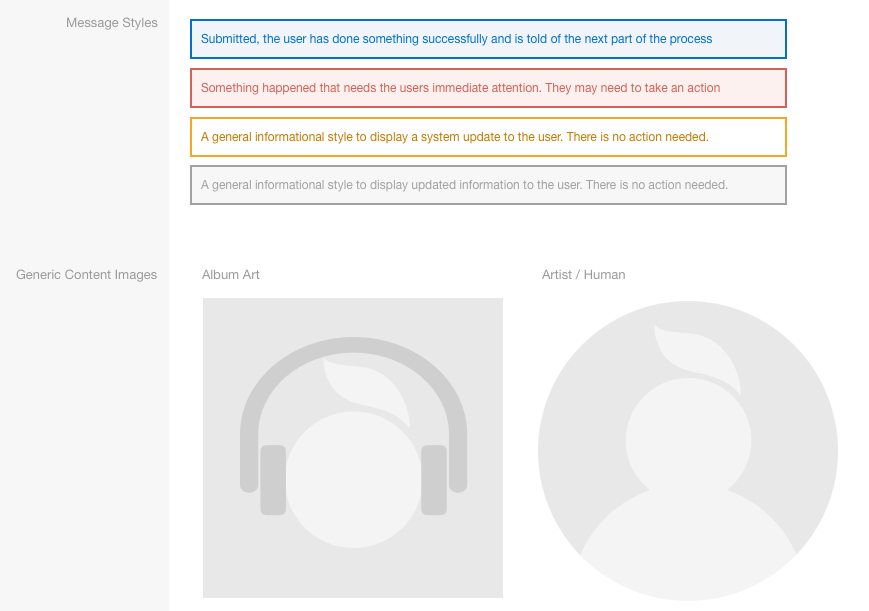 Message Styles
Submitted, the user has done something successfully and is told of the next part of the process
Something happened that needs the users immediate attention. They may need to take an action
A general informational style to display a system update to the user. There is no action needed.
A general informational style to display updated information to the user. There is no action needed.
Generic Content Images
Album Art
Artist / Human